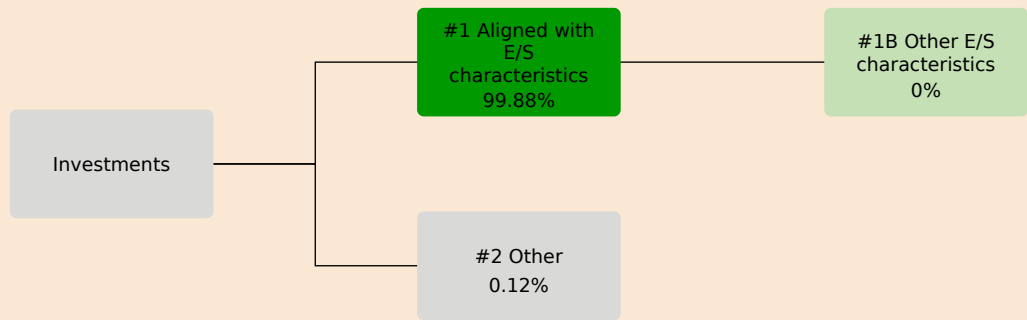 #1 Aligned with
E/S
characteristics
99.88%
#1B Other E/S
characteristics
0%
Investments
#2 Other
0.12%